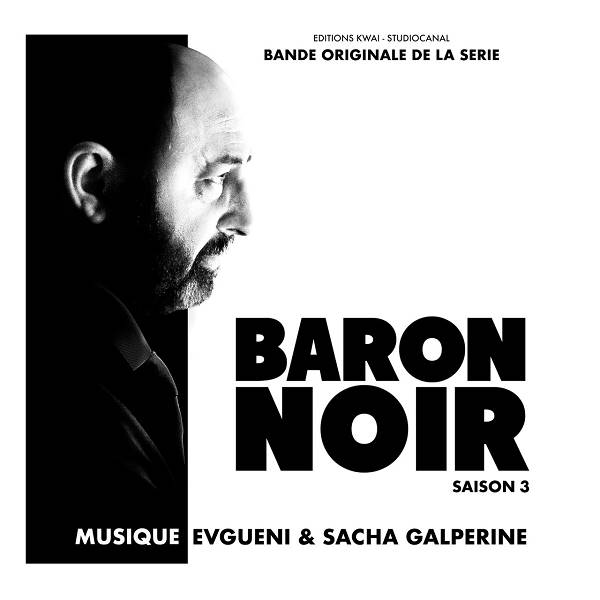 EDITIONS KWAI - STUDIOCANAL
BANDE ORIGINALE DE LA SERIE
BARON
NOIR
SAISON 3
MUSIQUE EVGUENI & SACHA GALPERINE